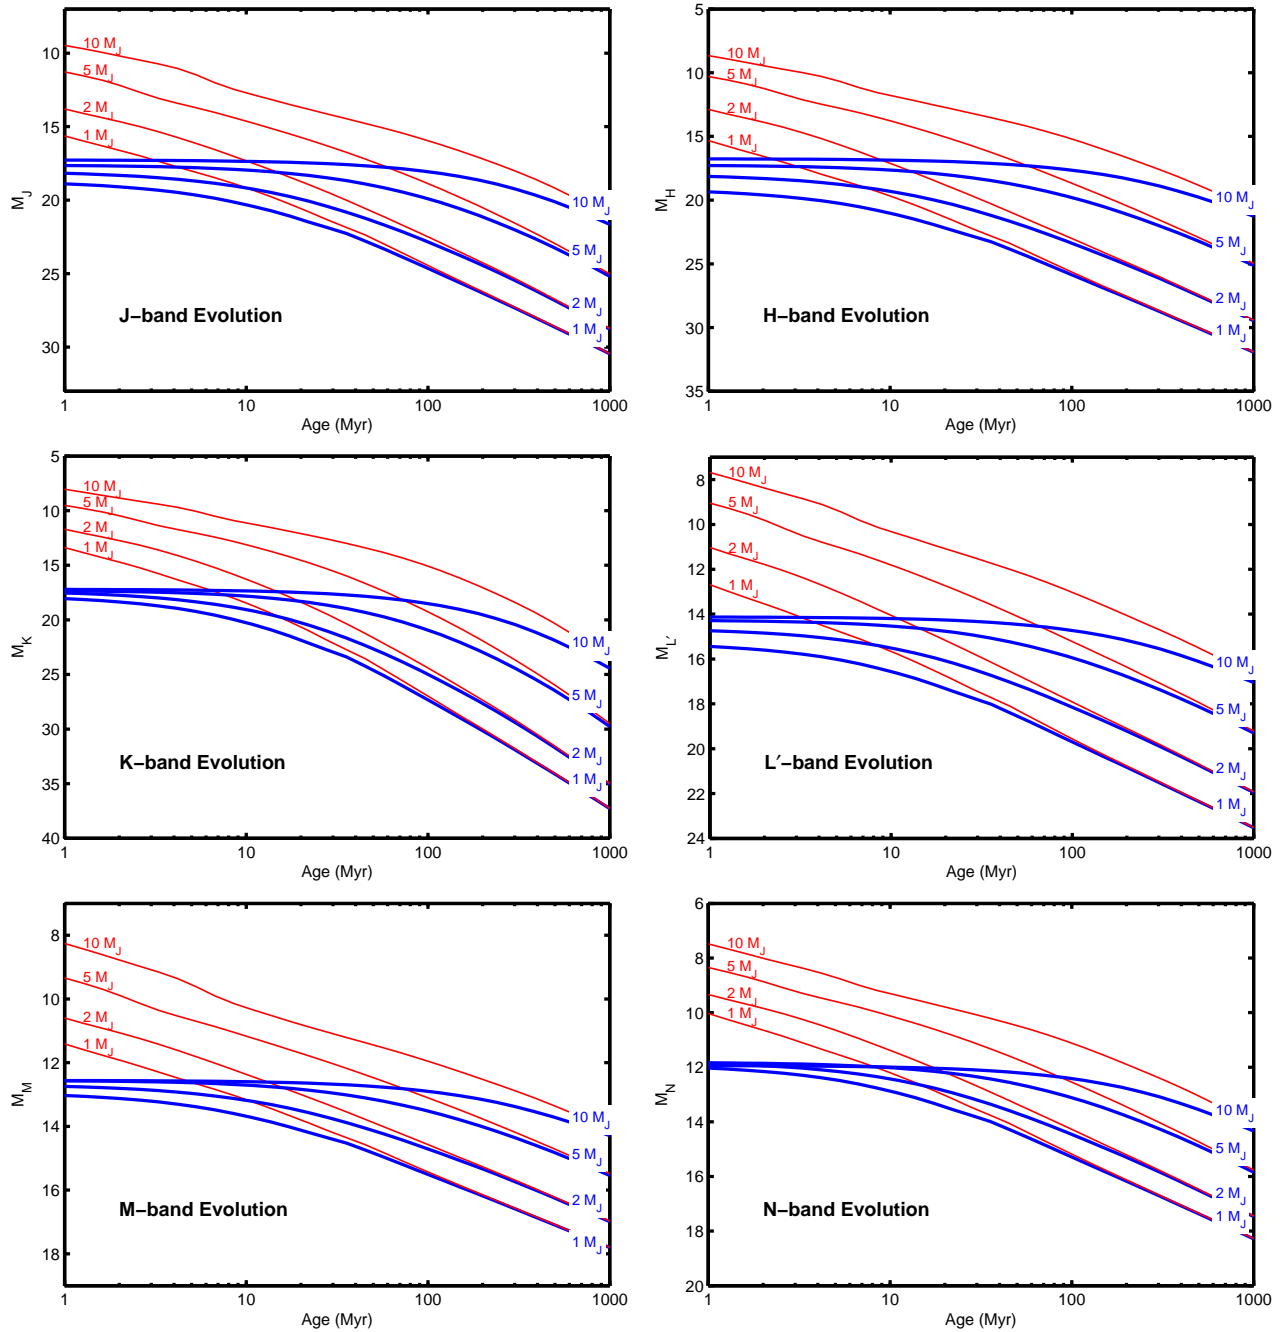 10
15
20
25
30
M_J
10 M_J
5 M_J
2 M_J
1 M_J
10 M_J
5 M_J
2 M_J
1 M_J
J−band Evolution
1 10 100 1000
Age (Myr)
5
10
15
20
25
30
35
M_H
10 M_J
5 M_J
2 M_J
1 M_J
10 M_J
5 M_J
2 M_J
1 M_J
H−band Evolution
1 10 100 1000
Age (Myr)
5
10
15
20
25
30
35
40
M_K
10 M_J
5 M_J
2 M_J
1 M_J
10 M_J
5 M_J
2 M_J
1 M_J
K−band Evolution
1 10 100 1000
Age (Myr)
8
10
12
14
16
18
20
22
24
M_L′
10 M_J
5 M_J
2 M_J
1 M_J
10 M_J
5 M_J
2 M_J
1 M_J
L′−band Evolution
1 10 100 1000
Age (Myr)
8
10
12
14
16
18
M_M
10 M_J
5 M_J
2 M_J
1 M_J
10 M_J
5 M_J
2 M_J
1 M_J
M−band Evolution
1 10 100 1000
Age (Myr)
6
8
10
12
14
16
18
20
M_N
10 M_J
5 M_J
2 M_J
1 M_J
10 M_J
5 M_J
2 M_J
1 M_J
N−band Evolution
1 10 100 1000
Age (Myr)